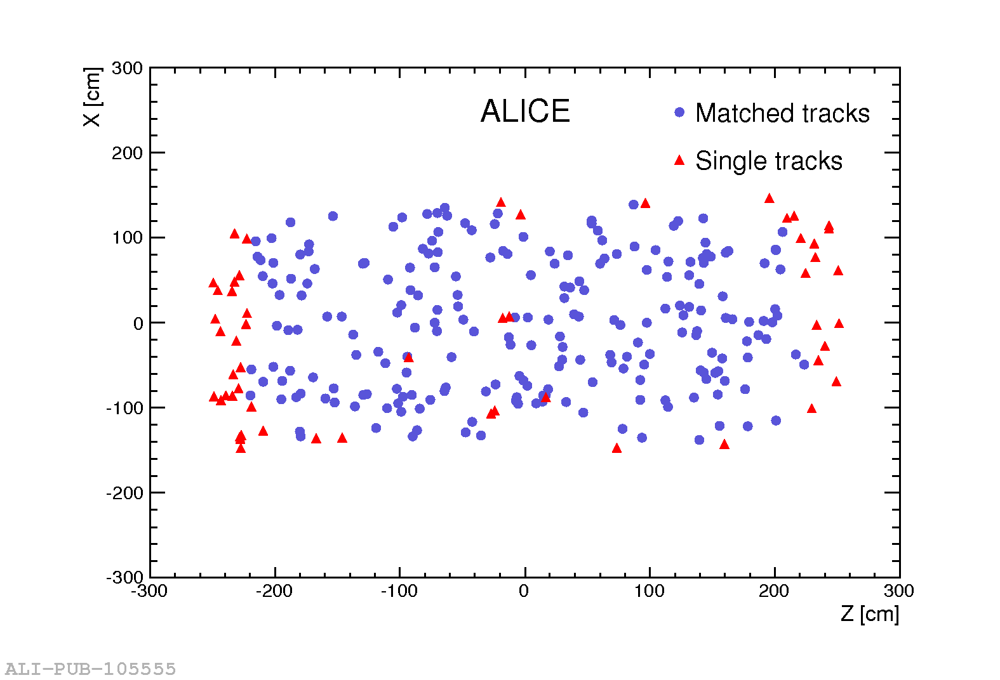 X [cm]
300
200
100
0
-100
-200
-300
ALICE
Matched tracks
Single tracks
-300 -200 -100 0 100 200 300
Z [cm]
ALI-PUB-105555